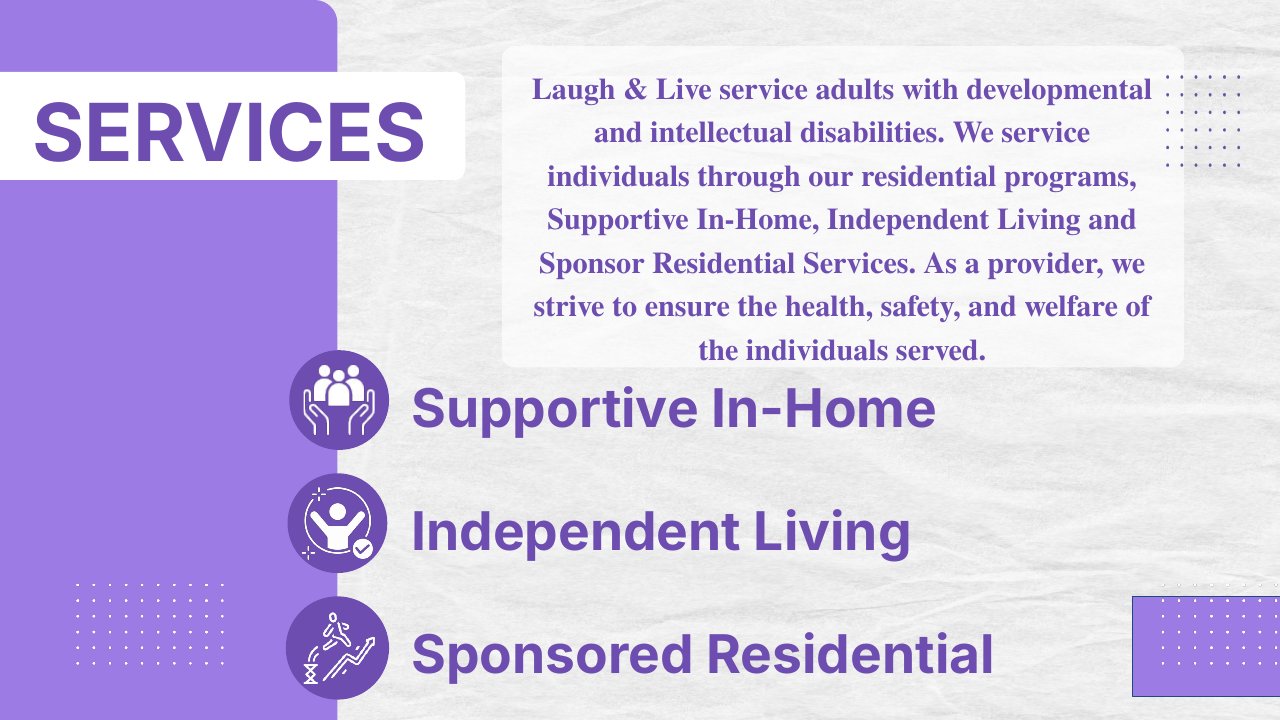 SERVICES
Laugh & Live service adults with developmental
and intellectual disabilities. We service
individuals through our residential programs,
Supportive In-Home, Independent Living and
Sponsor Residential Services. As a provider, we
strive to ensure the health, safety, and welfare of
the individuals served.
Supportive In-Home
Independent Living
Sponsored Residential